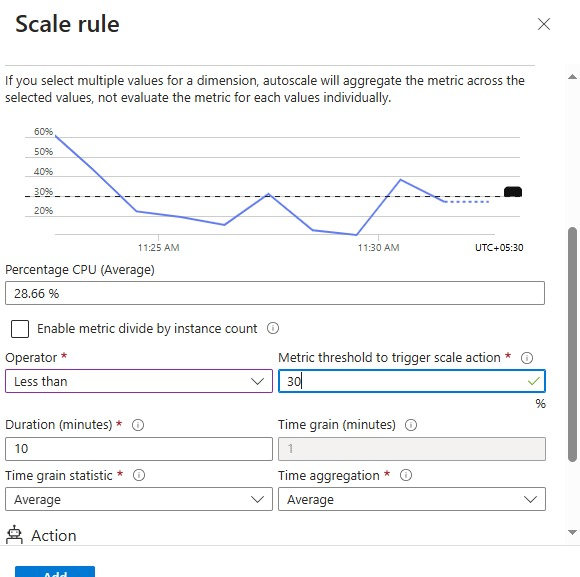 Scale rule
If you select multiple values for a dimension, autoscale will aggregate the metric across the
selected values, not evaluate the metric for each values individually.
60%
50%
40%
30%
20%
11:25 AM 11:30 AM UTC+05:30
Percentage CPU (Average)
28.66 %
Enable metric divide by instance count
Operator * Metric threshold to trigger scale action *
Less than 30
%
Duration (minutes) * Time grain (minutes)
10 1
Time grain statistic * Time aggregation *
Average Average
Action
Add